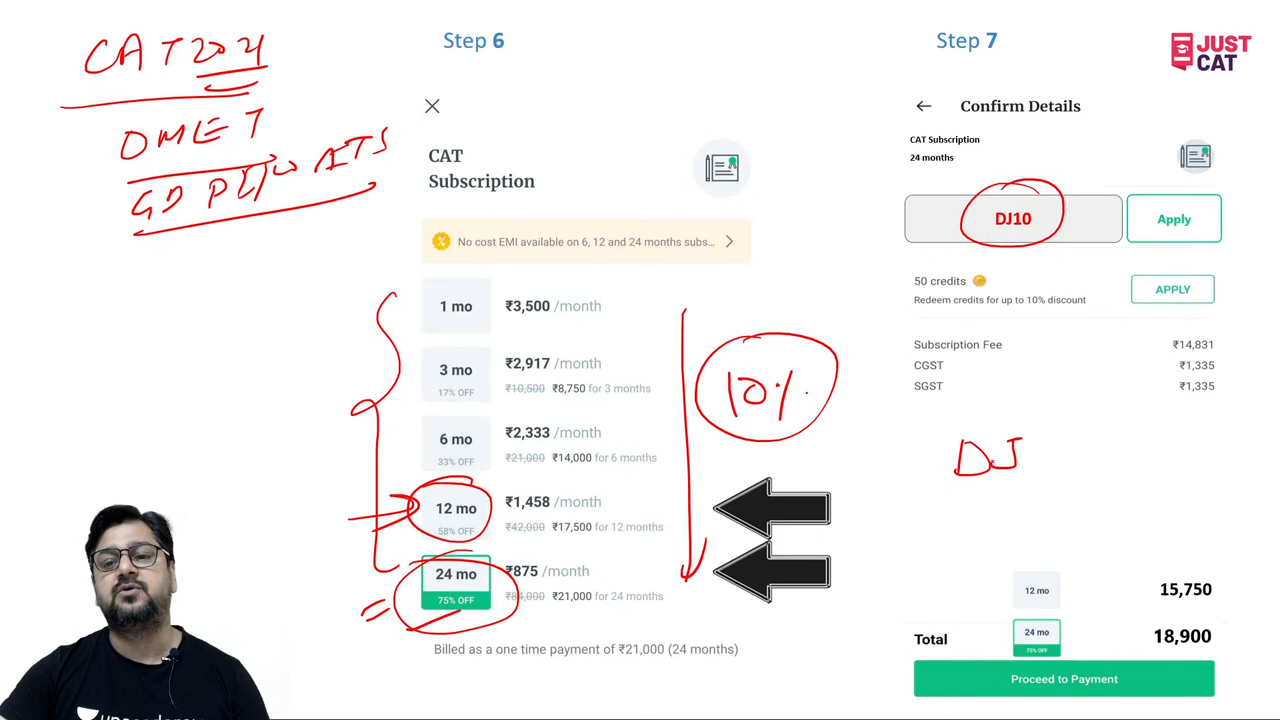 CAT 2021
OMET
GD PI
Step 6
CAT
Subscription
No cost EMI available on 6, 12 and 24 months subs...
1 mo
₹3,500 /month
3 mo
17% OFF
₹2,917 /month
₹10,500 ₹8,750 for 3 months
6 mo
33% OFF
₹2,333 /month
₹21,000 ₹14,000 for 6 months
12 mo
58% OFF
₹1,458 /month
₹42,000 ₹17,500 for 12 months
24 mo
75% OFF
₹875 /month
₹84,000 ₹21,000 for 24 months
Billed as a one time payment of ₹21,000 (24 months)
10%
Step 7
JUST
CAT
Confirm Details
CAT Subscription
24 months
DJ10
Apply
50 credits
Redeem credits for up to 10% discount
APPLY
Subscription Fee ₹14,831
CGST ₹1,335
SGST ₹1,335
DJ
12 mo 15,750
Total 24 mo 18,900
75% OFF
Proceed to Payment